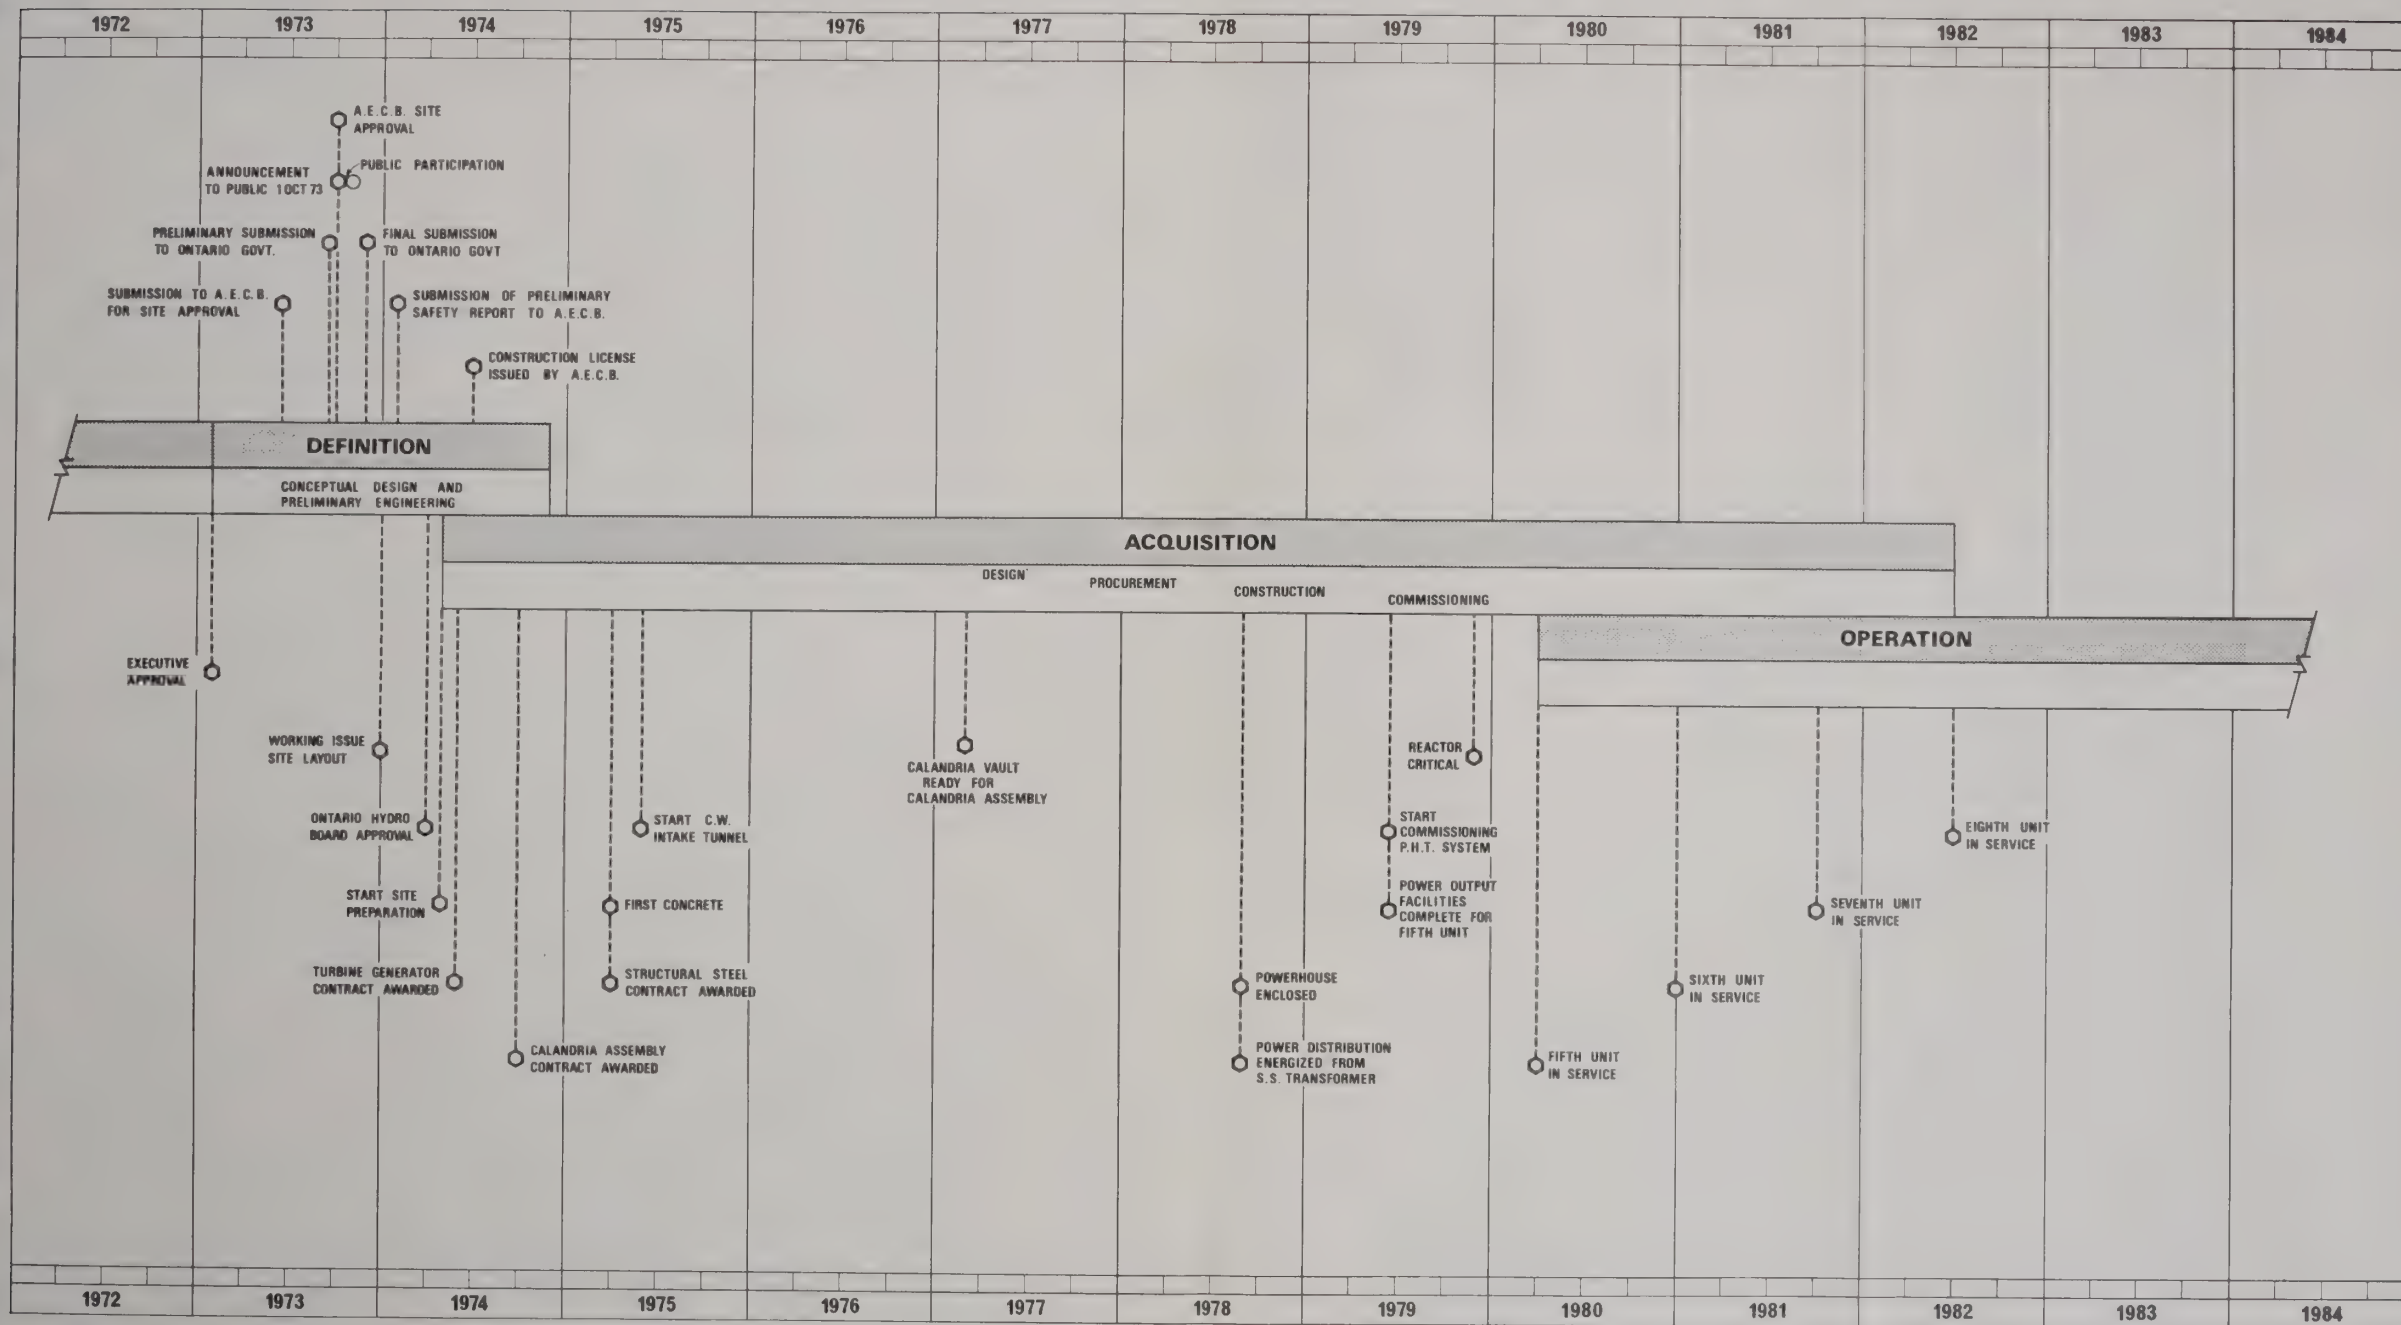 1972 1973 1974 1975 1976 1977 1978 1979 1980 1981 1982 1983 1984
A.E.C.B. SITE
APPROVAL
PUBLIC PARTICIPATION
ANNOUNCEMENT
TO PUBLIC 1 OCT 73
PRELIMINARY SUBMISSION
TO ONTARIO GOVT.
FINAL SUBMISSION
TO ONTARIO GOVT
SUBMISSION TO A.E.C.B.
FOR SITE APPROVAL
SUBMISSION OF PRELIMINARY
SAFETY REPORT TO A.E.C.B.
CONSTRUCTION LICENSE
ISSUED BY A.E.C.B.
DEFINITION
CONCEPTUAL DESIGN AND
PRELIMINARY ENGINEERING
ACQUISITION
DESIGN
PROCUREMENT
CONSTRUCTION
COMMISSIONING
OPERATION
EXECUTIVE
APPROVAL
WORKING ISSUE
SITE LAYOUT
ONTARIO HYDRO
BOARD APPROVAL
START SITE
PREPARATION
TURBINE GENERATOR
CONTRACT AWARDED
CALANDRIA ASSEMBLY
CONTRACT AWARDED
START C.W.
INTAKE TUNNEL
FIRST CONCRETE
STRUCTURAL STEEL
CONTRACT AWARDED
CALANDRIA VAULT
READY FOR
CALANDRIA ASSEMBLY
POWERHOUSE
ENCLOSED
POWER DISTRIBUTION
ENERGIZED FROM
S.S. TRANSFORMER
REACTOR
CRITICAL
START
COMMISSIONING
P.H.T. SYSTEM
POWER OUTPUT
FACILITIES
COMPLETE FOR
FIFTH UNIT
FIFTH UNIT
IN SERVICE
SIXTH UNIT
IN SERVICE
SEVENTH UNIT
IN SERVICE
EIGHTH UNIT
IN SERVICE
1972 1973 1974 1975 1976 1977 1978 1979 1980 1981 1982 1983 1984